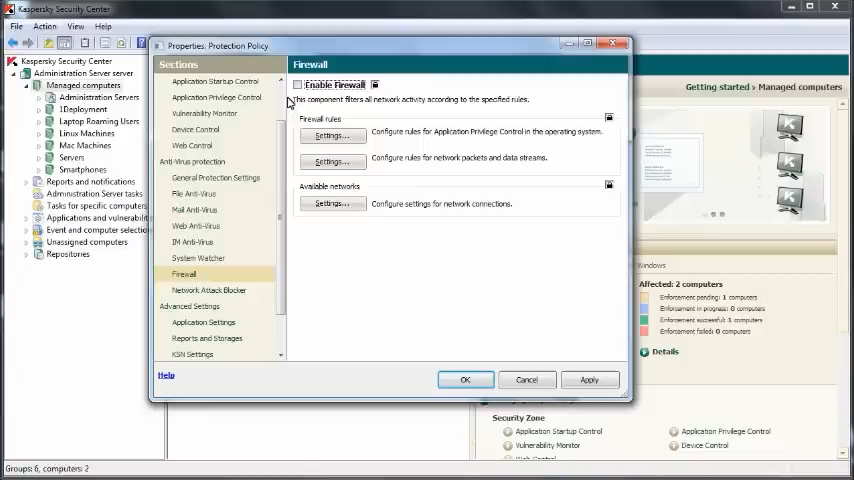 Kaspersky Security Center
File Action View Help
Kaspersky Security Center
Administration Server server
Managed computers
Administration Servers
1Deployment
Laptop Roaming Users
Linux Machines
Mac Machines
Servers
Smartphones
Reports and notifications
Administration Server tasks
Tasks for specific computers
Applications and vulnerabilit
Event and computer selection
Unassigned computers
Repositories
Properties: Protection Policy
Sections
Application Startup Control
Application Privilege Control
Vulnerability Monitor
Device Control
Web Control
Anti-Virus protection
General Protection Settings
File Anti-Virus
Mail Anti-Virus
Web Anti-Virus
IM Anti-Virus
System Watcher
Firewall
Network Attack Blocker
Advanced Settings
Application Settings
Reports and Storages
KSN Settings
Firewall
Enable Firewall
This component filters all network activity according to the specified rules.
Firewall rules
Settings... Configure rules for Application Privilege Control in the operating system.
Settings... Configure rules for network packets and data streams.
Available networks
Settings... Configure settings for network connections.
Help
OK Cancel Apply
Getting started Managed computers
Windows
Affected: 2 computers
Enforcement pending: 1 computers
Enforcement in progress: 0 computers
Enforcement successful: 1 computers
Enforcement failed: 0 computers
Details
Security Zone
Application Startup Control Application Privilege Control
Vulnerability Monitor Device Control
Groups: 6, computers: 2